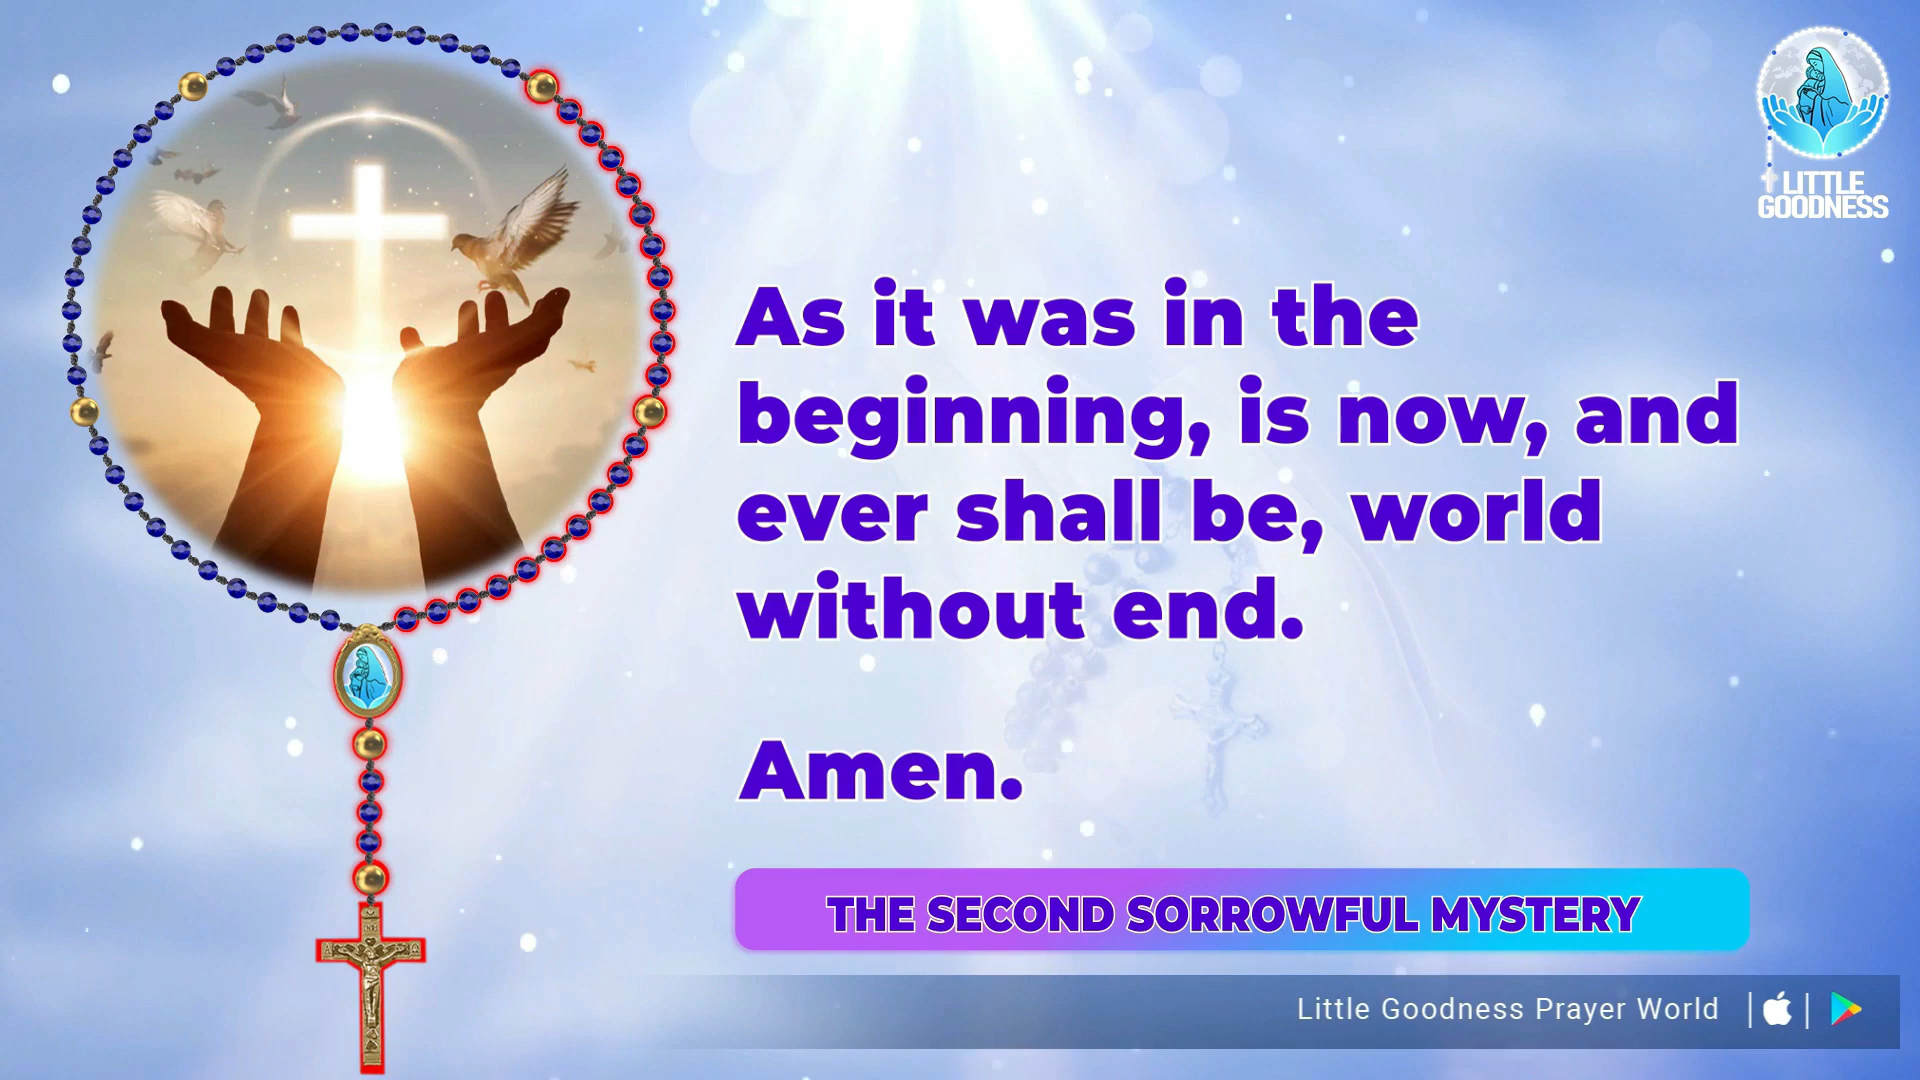 LITTLE
GOODNESS
As it was in the
beginning, is now, and
ever shall be, world
without end.
Amen.
THE SECOND SORROWFUL MYSTERY
Little Goodness Prayer World